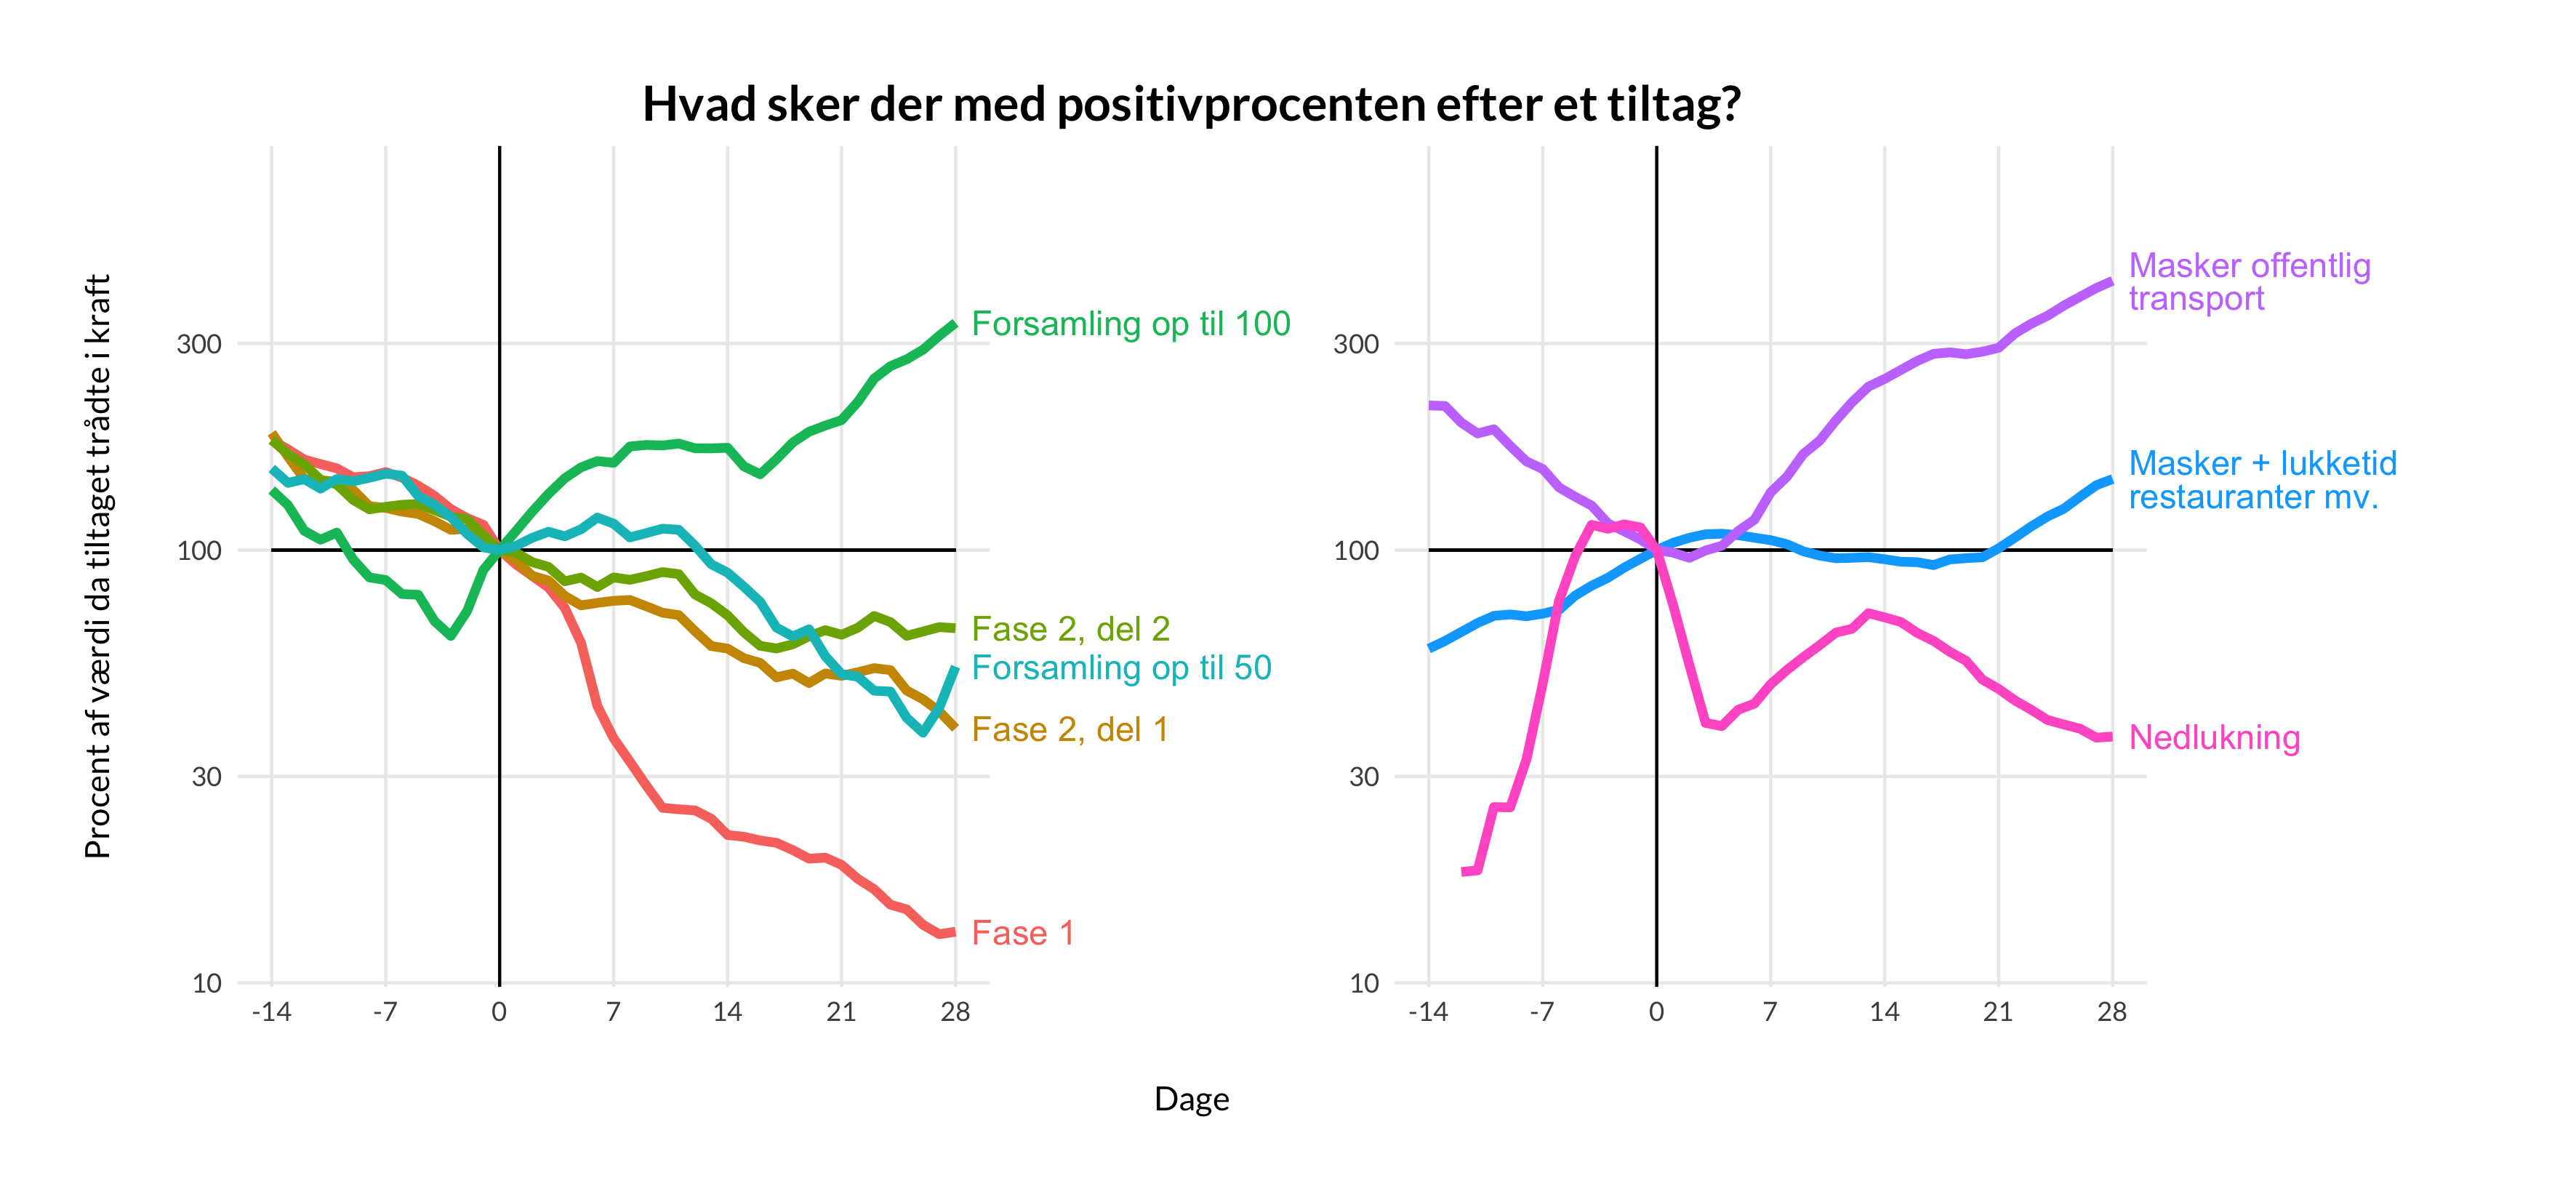 Hvad sker der med positivprocenten efter et tiltag?
Procent af værdi da tiltaget trådte i kraft
300
100
30
10
-14
-7
0
7
14
21
28
Forsamling op til 100
Fase 2, del 2
Forsamling op til 50
Fase 2, del 1
Fase 1
300
100
30
10
-14
-7
0
7
14
21
28
Masker offentlig
transport
Masker + lukketid
restauranter mv.
Nedlukning
Dage